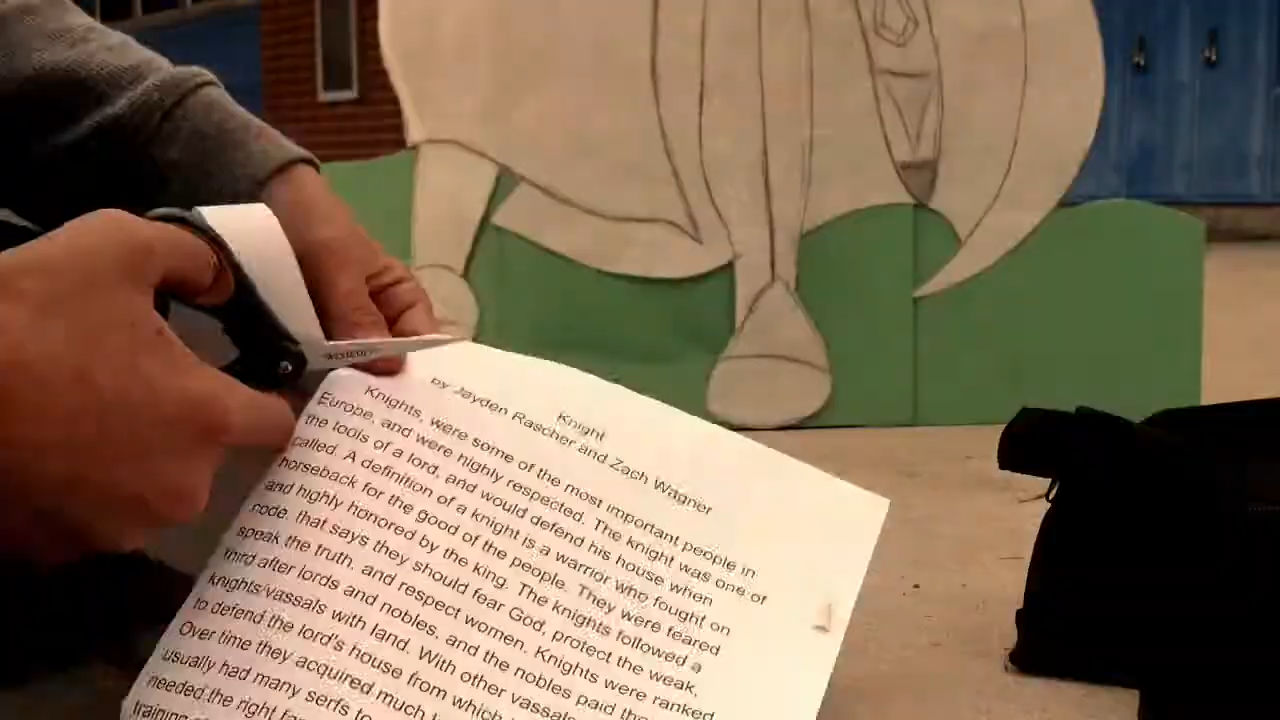 Knight
by Jayden Rascher and Zach Wagner
Knights, were some of the most important people in
Europe, and were highly respected. The knight was one of
the tools of a lord, and would defend his house when
called. A definition of a knight is a warrior who fought on
horseback for the good of the people. They were feared
and highly honored by the king. The knights followed a
code, that says they should fear God, protect the weak,
speak the truth, and respect women. Knights were ranked
third after lords and nobles, and the nobles paid the
knights/vassals with land. With other vassals
to defend the lord's house from which
Over time they acquired much
usually had many serfs to
needed the right
training